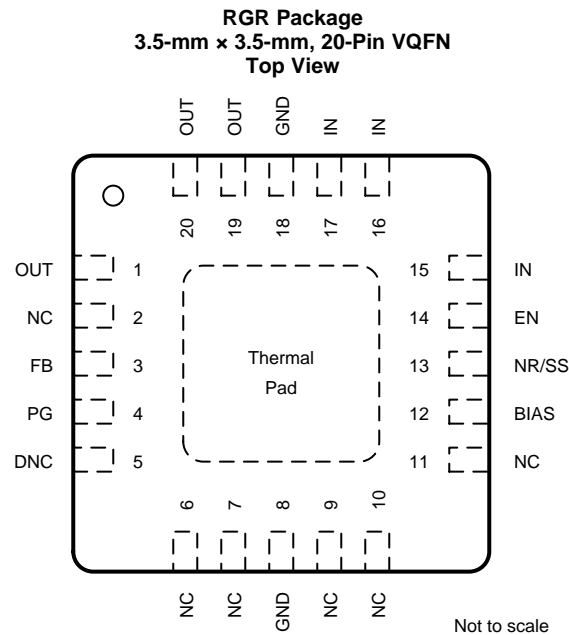 RGR Package
3.5-mm × 3.5-mm, 20-Pin VQFN
Top View
OUT OUT GND IN IN
20 19 18 17 16
OUT 1 15 IN
NC 2 14 EN
FB 3 Thermal 13 NR/SS
PG 4 Pad 12 BIAS
DNC 5 11 NC
6 7 8 9 10
NC NC GND NC NC
Not to scale